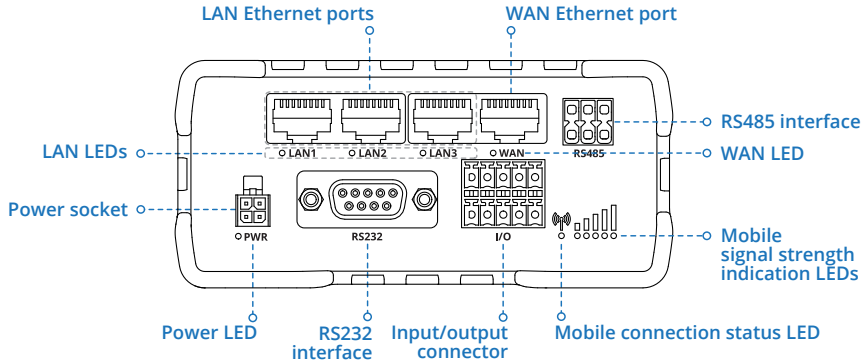 LAN Ethernet ports
WAN Ethernet port
RS485 interface
LAN LEDs
LAN1
LAN2
LAN3
WAN
RS485
WAN LED
Power socket
PWR
RS232
I/O
Mobile
signal strength
indication LEDs
Power LED
RS232
interface
Input/output
connector
Mobile connection status LED